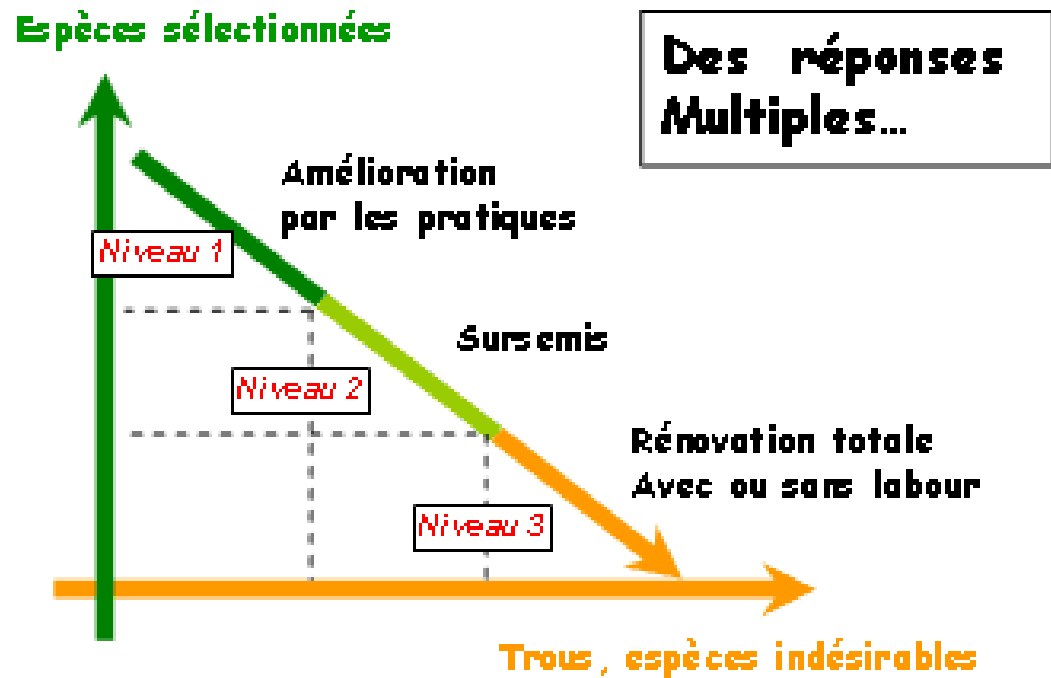 Espèces sélectionnées
Des réponses
Multiples...
Amélioration
par les pratiques
Niveau 1
Sursemis
Niveau 2
Rénovation totale
Avec ou sans labour
Niveau 3
Trous, espèces indésirables